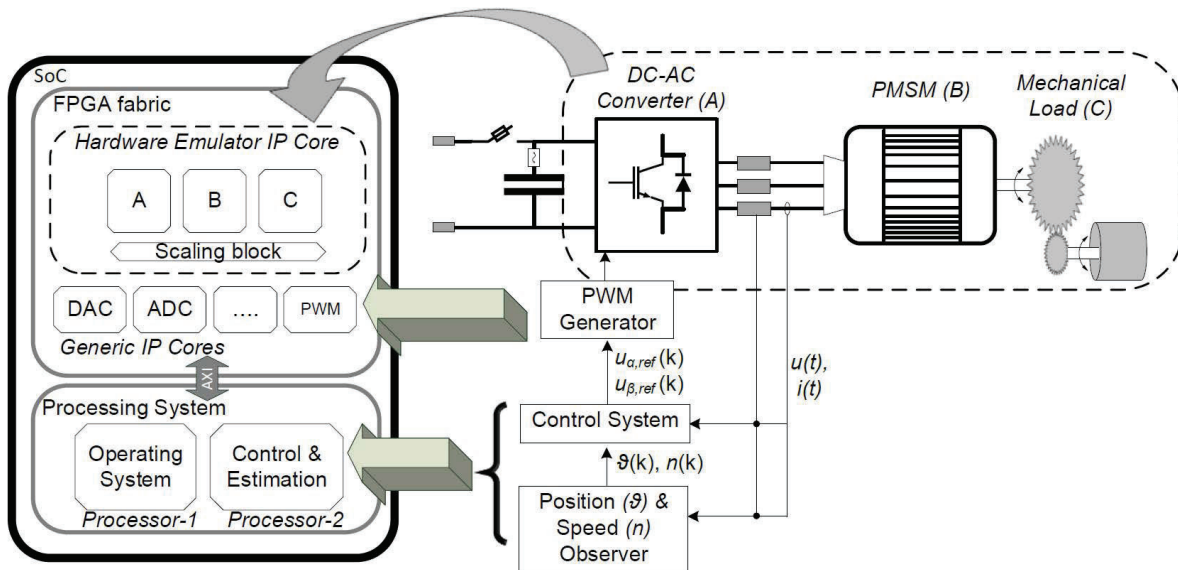 SoC
FPGA fabric
Hardware Emulator IP Core
A
B
C
Scaling block
DAC
ADC
....
PWM
Generic IP Cores
AXI
Processing System
Operating
System
Control &
Estimation
Processor-1
Processor-2
DC-AC
Converter (A)
PMSM (B)
Mechanical
Load (C)
PWM
Generator
uα,ref(k)
uβ,ref(k)
u(t),
i(t)
Control System
ϑ(k), n(k)
Position (ϑ) &
Speed (n)
Observer